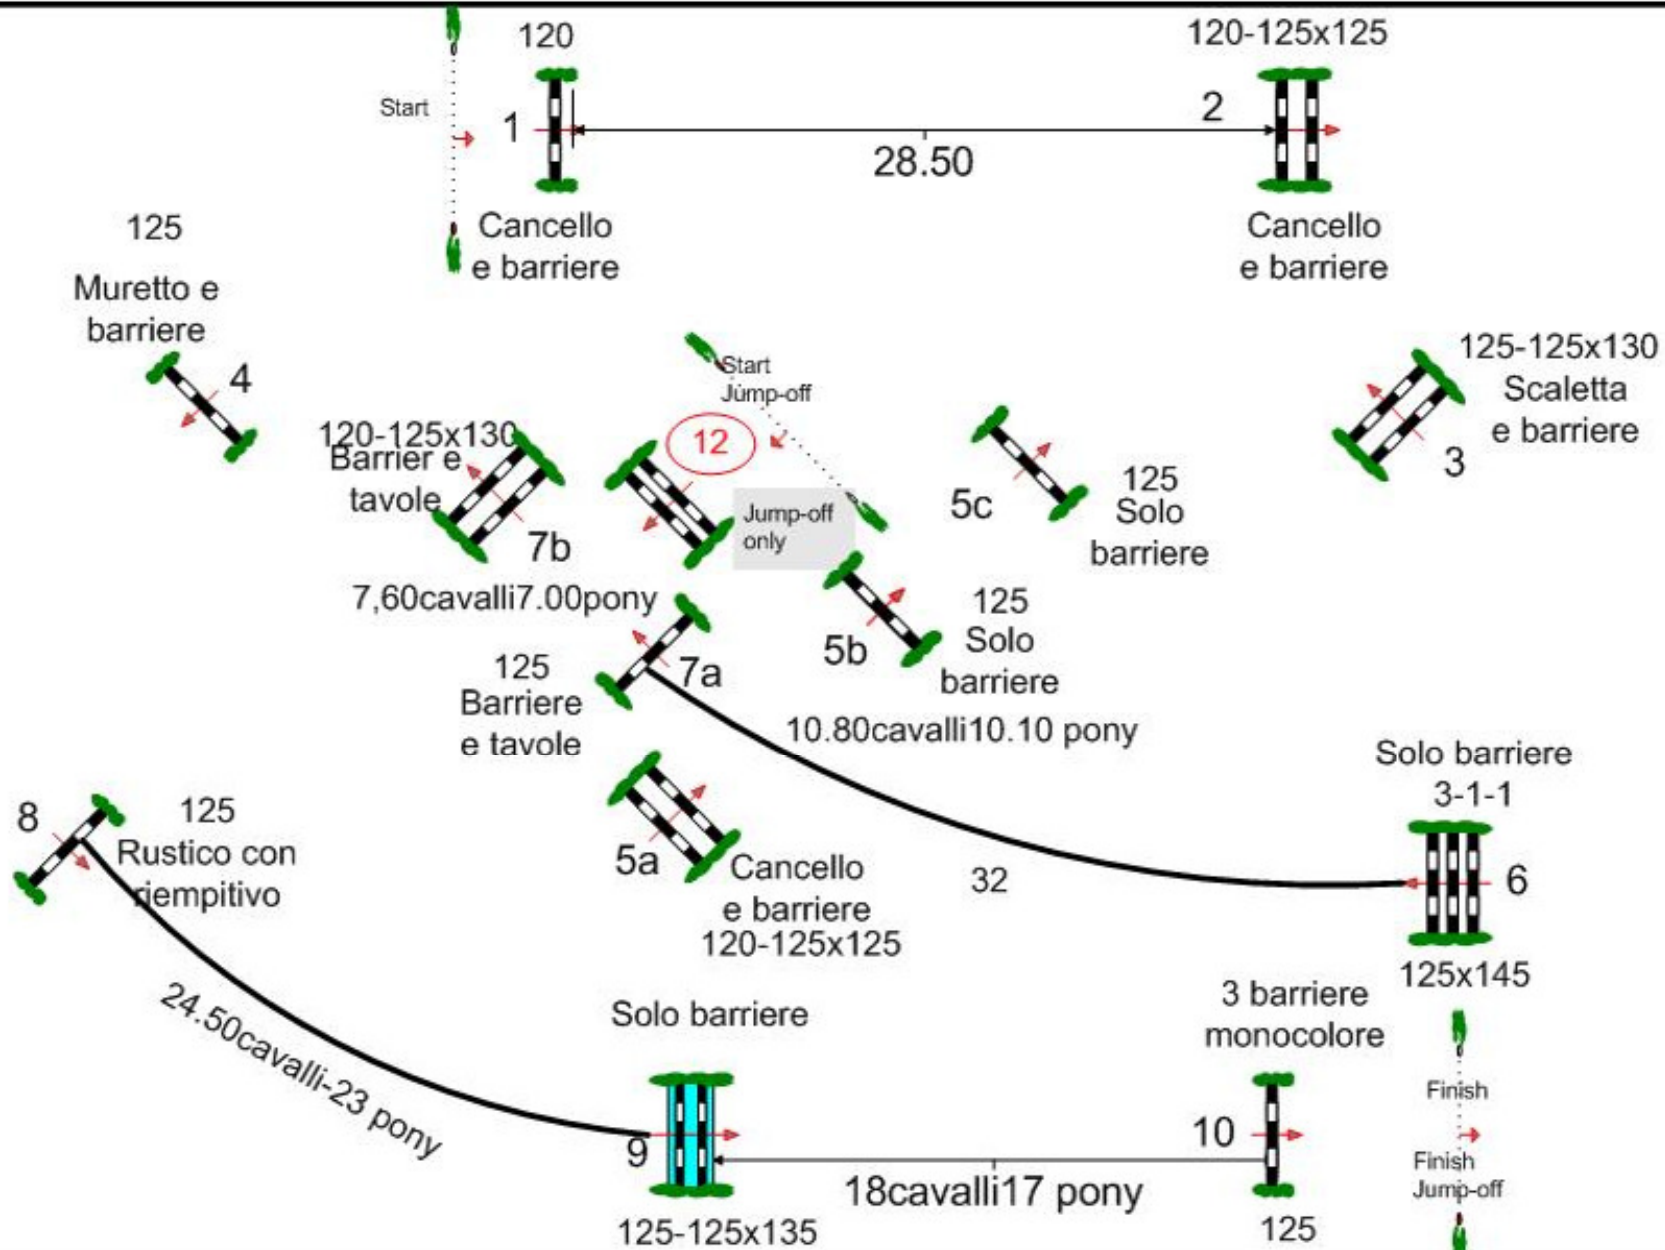 120
120-125x125
Start
1
2
28.50
Cancello
e barriere
Cancello
e barriere
125
Muretto e
barriere
4
Start
Jump-off
12
Jump-off
only
125-125x130
Scaletta
e barriere
3
120-125x130
Barrier e
tavole
7b
7,60cavalli7.00pony
5c
125
Solo
barriere
5b
125
Solo
barriere
125
Barriere
e tavole
7a
10.80cavalli10.10 pony
32
Solo barriere
3-1-1
6
125x145
8
125
Rustico con
riempitivo
5a
Cancello
e barriere
120-125x125
24.50cavalli-23 pony
Solo barriere
9
125-125x135
18cavalli17 pony
3 barriere
monocolore
10
125
Finish
Finish
Jump-off